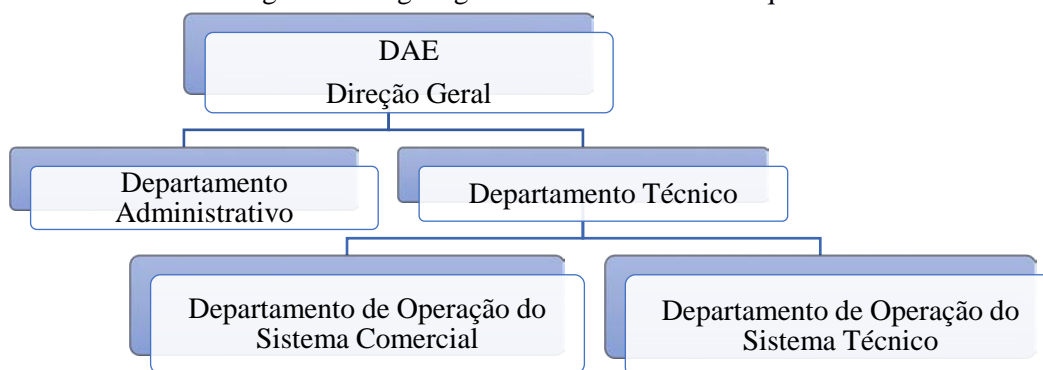 DAE
Direção Geral
Departamento
Administrativo
Departamento Técnico
Departamento de Operação do
Sistema Comercial
Departamento de Operação do
Sistema Técnico